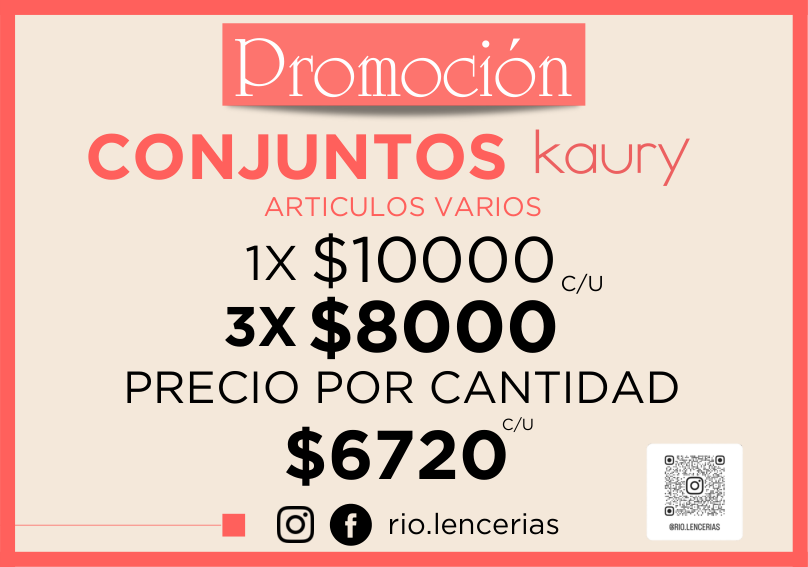 Promoción
CONJUNTOS kaury
ARTICULOS VARIOS
1X $10000 C/U
3X $8000
PRECIO POR CANTIDAD
$6720 C/U
rio.lencerias
@RIO.LENCERIAS